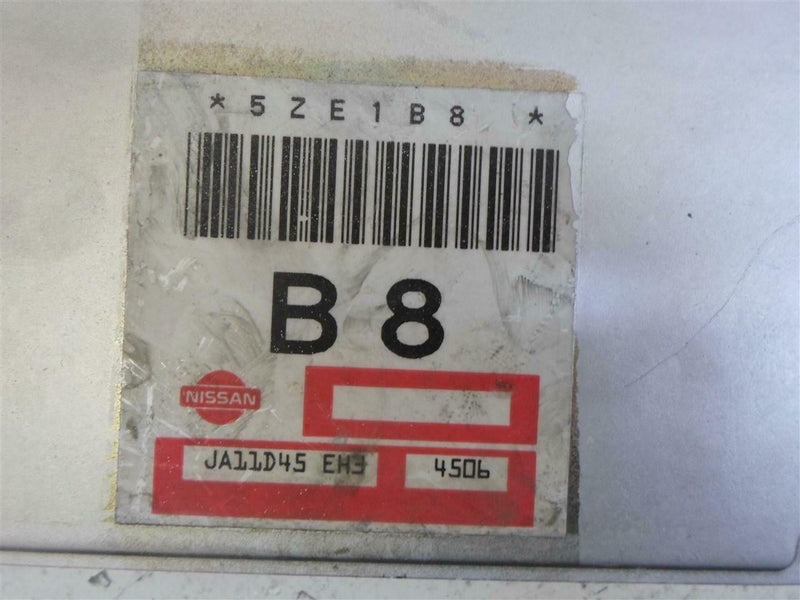 *5ZE1B8 *
B8
NISSAN
JA11D45 EH3 4506